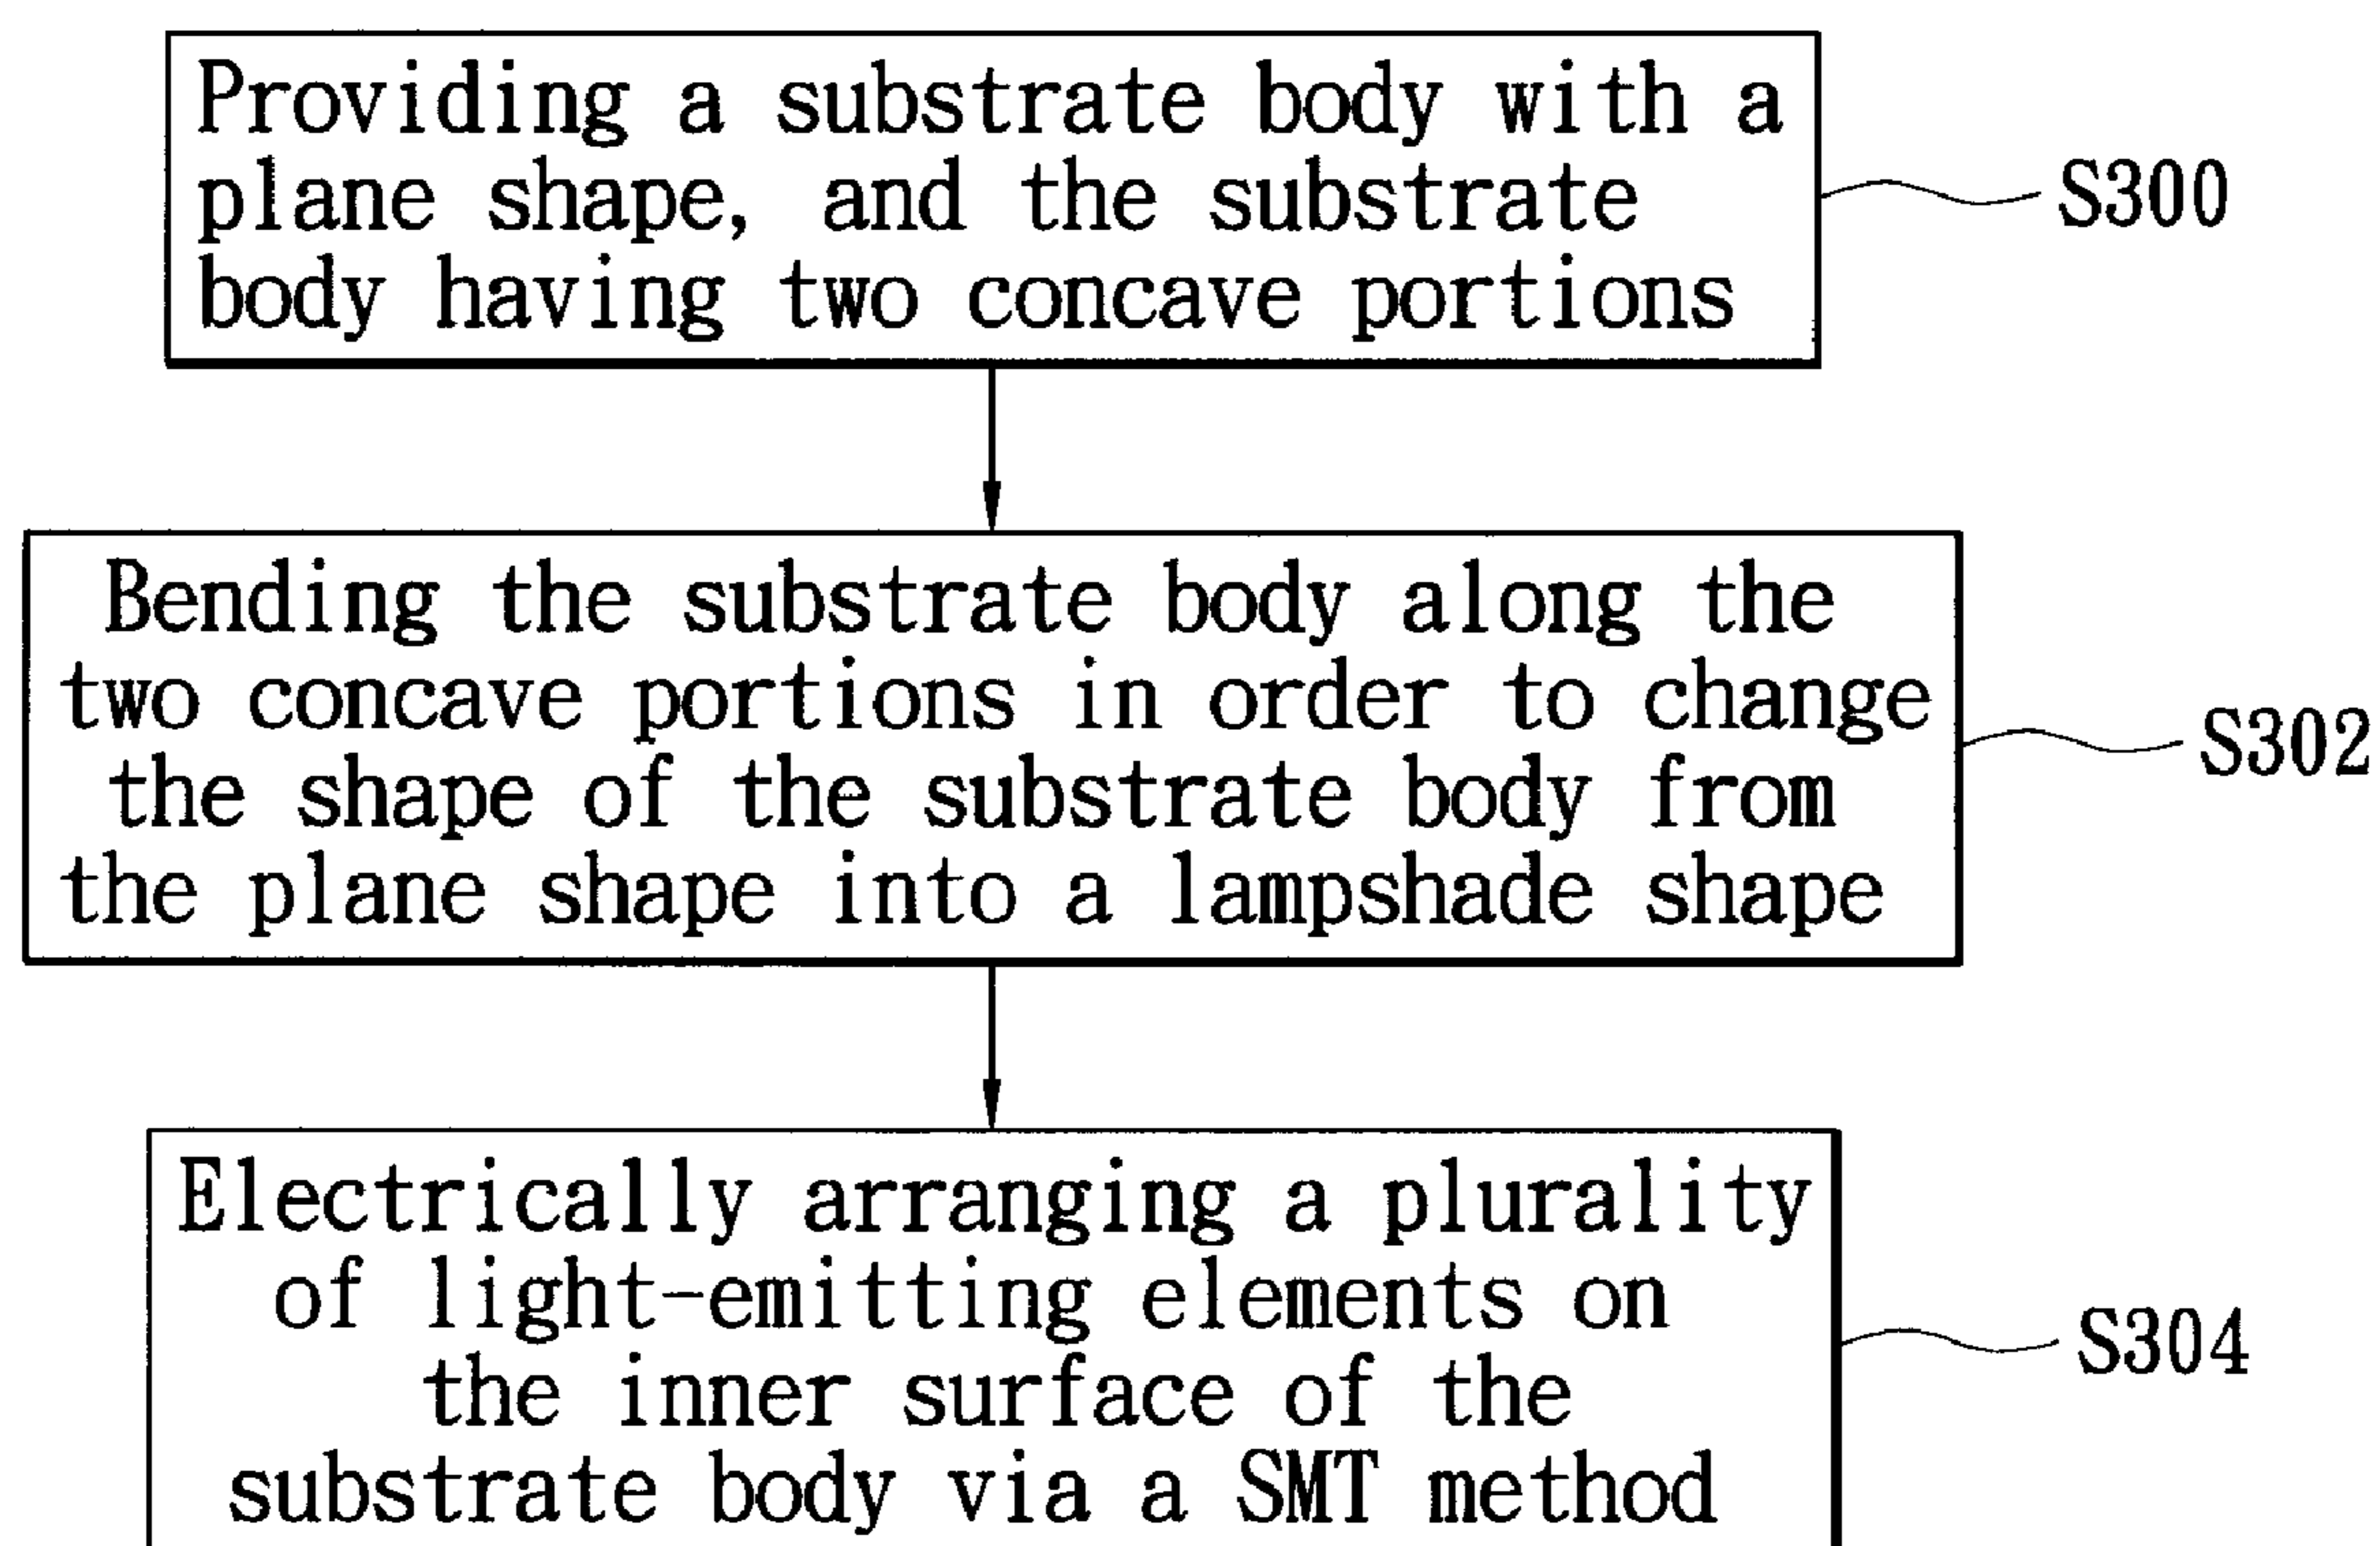 Providing a substrate body with a
plane shape, and the substrate
body having two concave portions
S300
Bending the substrate body along the
two concave portions in order to change
the shape of the substrate body from
the plane shape into a lampshade shape
S302
Electrically arranging a plurality
of light-emitting elements on
the inner surface of the
substrate body via a SMT method
S304